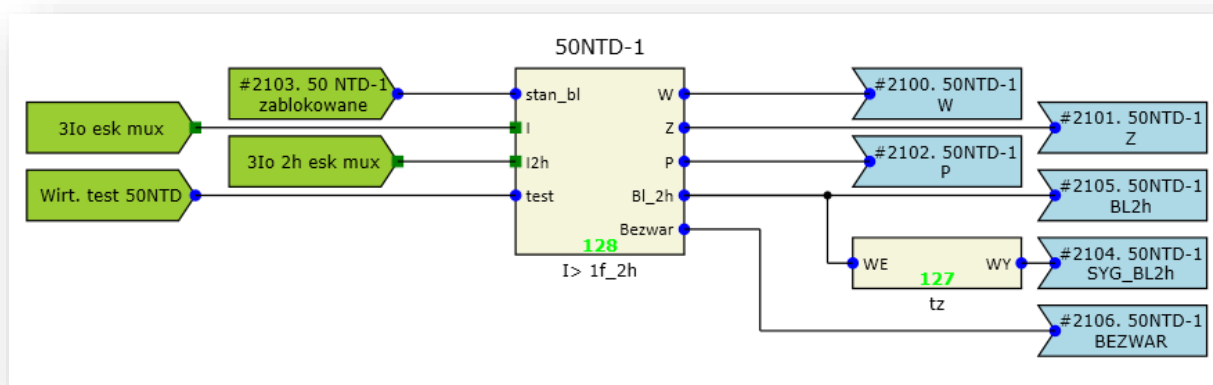 50NTD-1
#2103. 50 NTD-1
zablokowane
stan_bl
W
#2100. 50NTD-1
W
3Io esk mux
I
Z
#2101. 50NTD-1
Z
3Io 2h esk mux
I2h
P
#2102. 50NTD-1
P
Wirt. test 50NTD
test
Bl_2h
#2105. 50NTD-1
BL2h
Bezwar
128
I> 1f_2h
WE
WY
127
tz
#2104. 50NTD-1
SYG_BL2h
#2106. 50NTD-1
BEZWAR